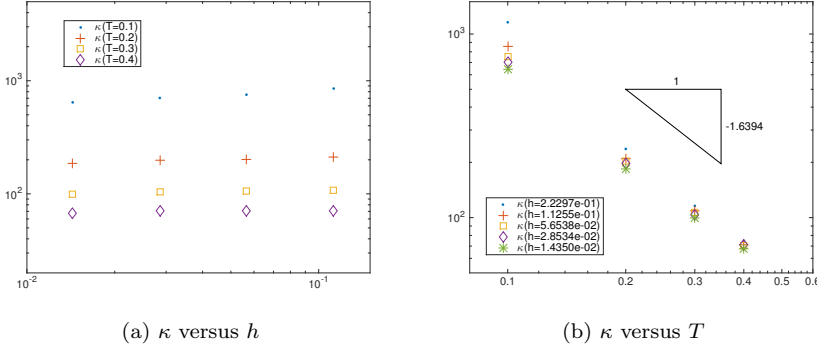 10^3
10^2
10^-2
10^-1
κ(T=0.1)
κ(T=0.2)
κ(T=0.3)
κ(T=0.4)
(a) κ versus h
10^3
10^2
0.1
0.2
0.3
0.4
0.5
0.6
1
-1.6394
κ(h=2.2297e-01)
κ(h=1.1255e-01)
κ(h=5.6538e-02)
κ(h=2.8534e-02)
κ(h=1.4350e-02)
(b) κ versus T